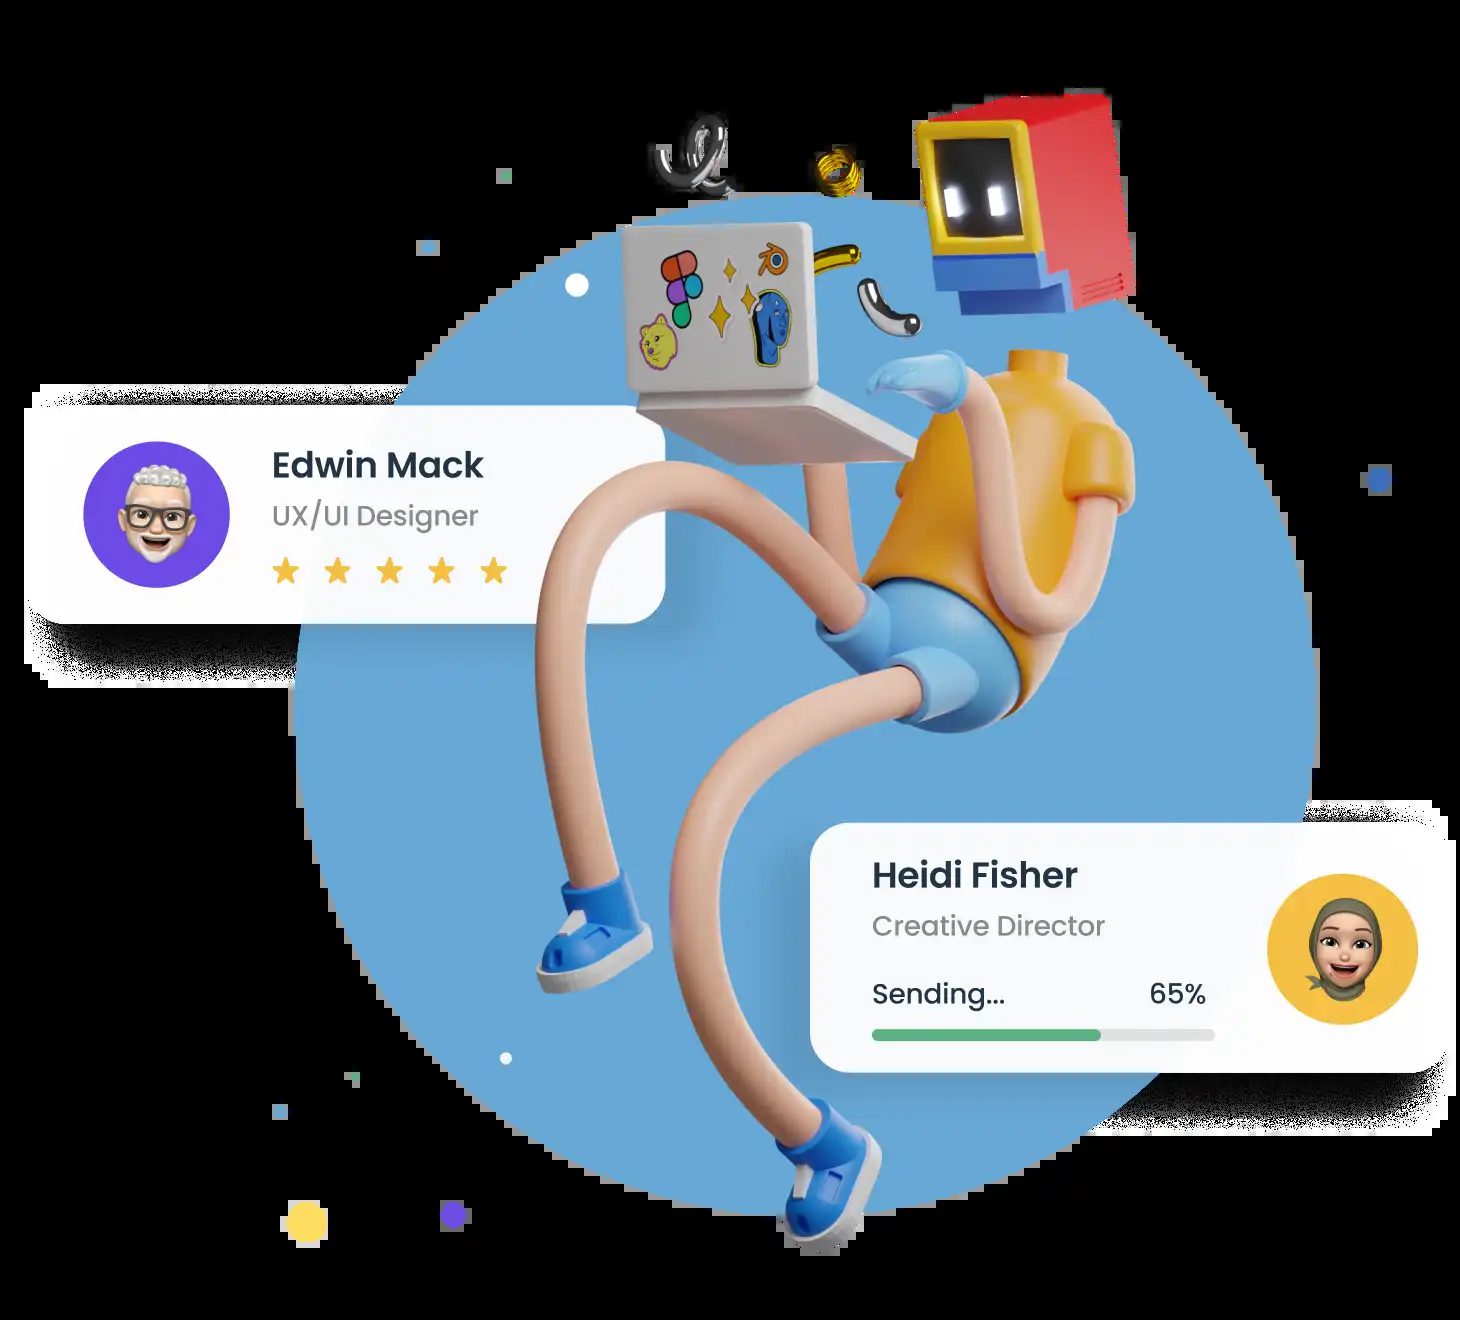 Edwin Mack
UX/UI Designer
Heidi Fisher
Creative Director
Sending... 65%